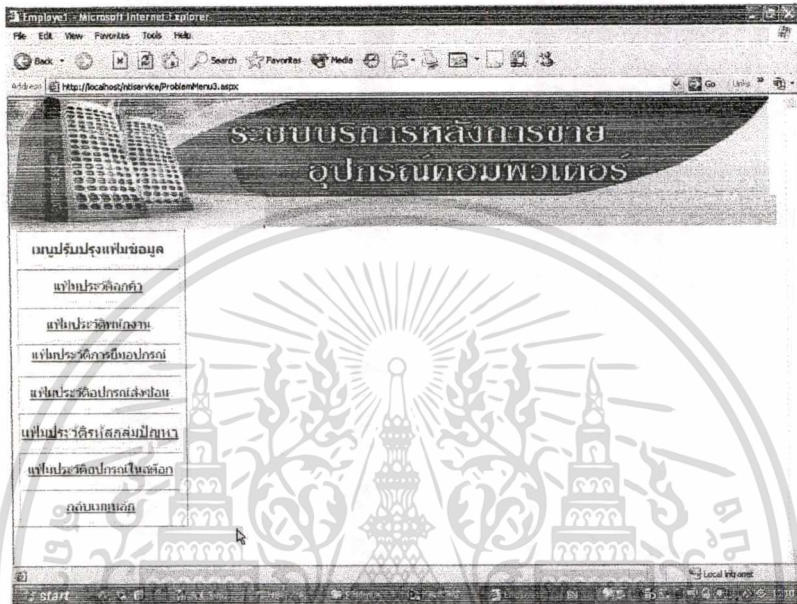 Employe1 - Microsoft Internet Explorer
File Edit View Favorites Tools Help
Back Search Favorites Media
Address http://localhost/ntiservice/ProblemMenu3.aspx Go Links
ระบบบริการหลังการขาย
อุปกรณ์คอมพิวเตอร์
เมนูปรับปรุงแฟ้มข้อมูล
แฟ้มประวัติลูกค้า
แฟ้มประวัติพนักงาน
แฟ้มประวัติการยืมอุปกรณ์
แฟ้มประวัติอุปกรณ์ส่งซ่อม
แฟ้มประวัติรหัสกลุ่มปัญหา
แฟ้มประวัติอุปกรณ์ในสต๊อก
กลับเมนูหลัก
Local intranet
start